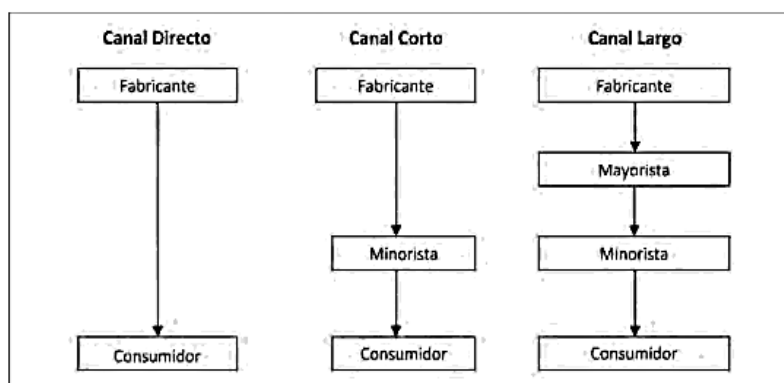 Canal Directo Canal Corto Canal Largo
Fabricante Fabricante Fabricante
Mayorista
Minorista Minorista
Consumidor Consumidor Consumidor